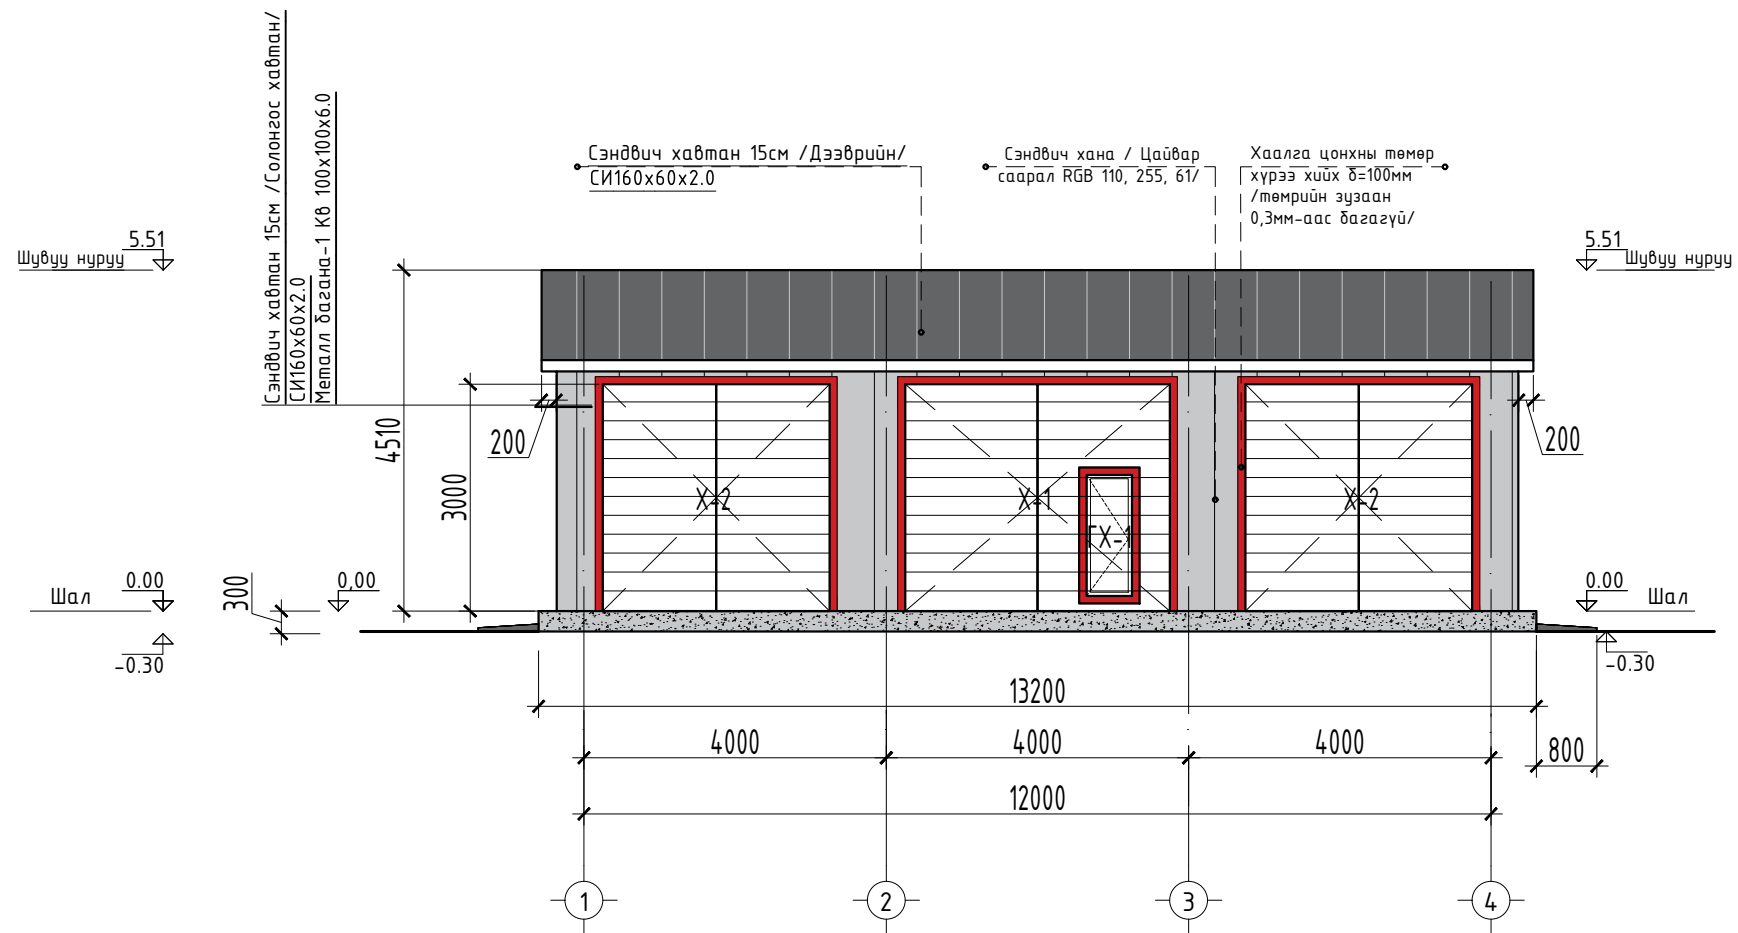 Сэндвич хавтан 15см /Солонгос хавтан/
СИ160х60х2.0
Металл багана-1 Кв 100х100х6.0
Сэндвич хавтан 15см /Дээврийн/
СИ160х60х2.0
Сэндвич хана / Цайвар
саарал RGB 110, 255, 61/
Хаалга цонхны төмөр
хүрээ хийх δ=100мм
/төмрийн зузаан
0,3мм-аас багагүй/
5.51
Шувуу нуруу
5.51
Шувуу нуруу
4510
200
200
3000
Х-2
Х-1
ГХ-1
Х-2
Шал
0.00
300
0,00
0.00
Шал
-0.30
-0.30
13200
4000
4000
4000
800
12000
1
2
3
4